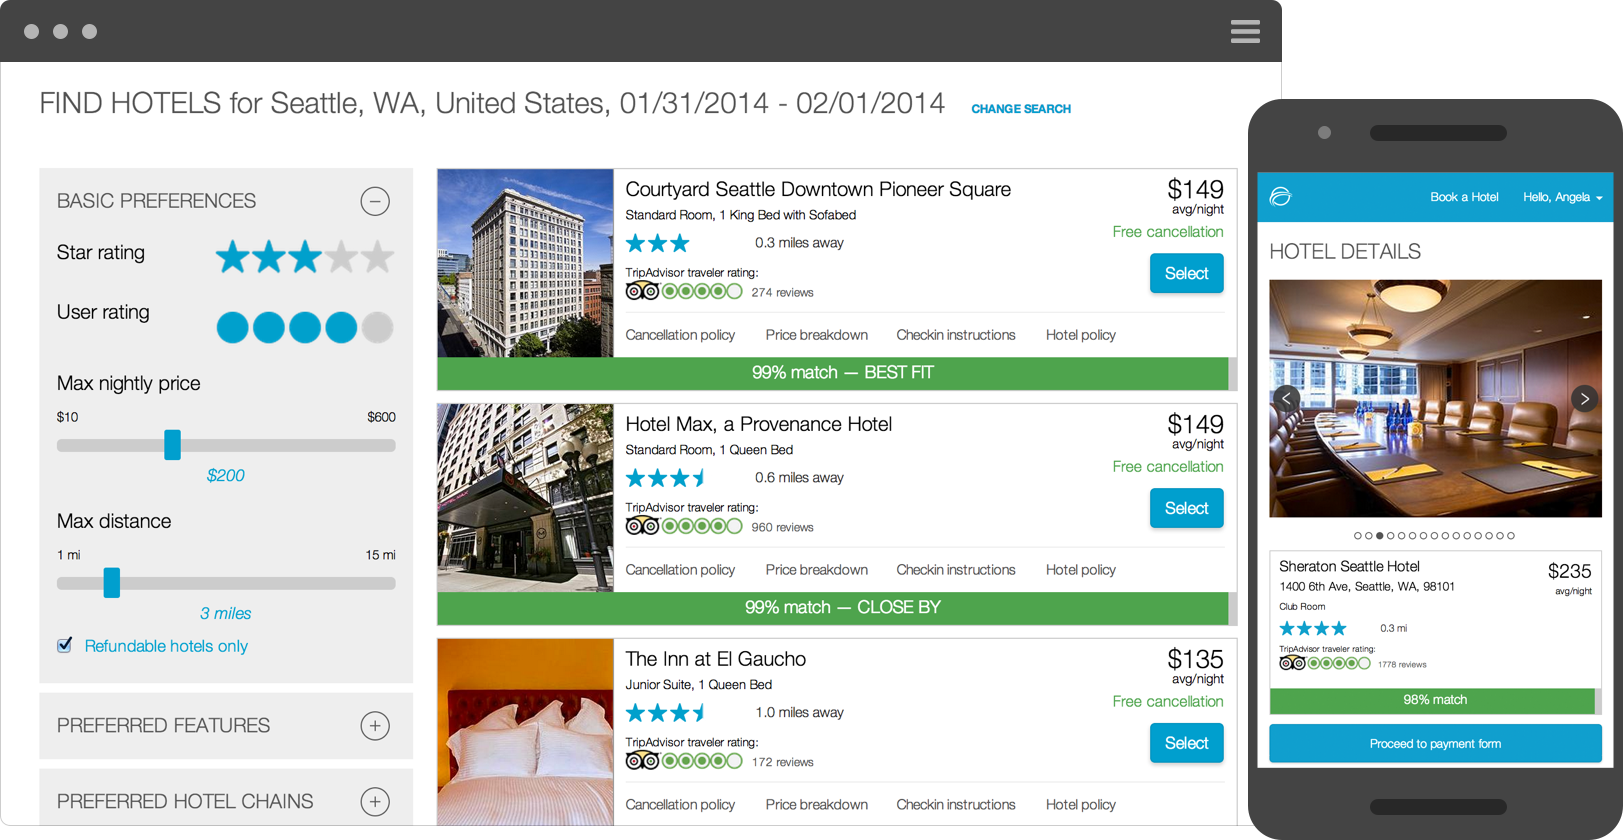 FIND HOTELS for Seattle, WA, United States, 01/31/2014 - 02/01/2014
CHANGE SEARCH
BASIC PREFERENCES
Star rating
User rating
Max nightly price
$10 $600
$200
Max distance
1 mi 15 mi
3 miles
Refundable hotels only
PREFERRED FEATURES
PREFERRED HOTEL CHAINS
Courtyard Seattle Downtown Pioneer Square
$149
Standard Room, 1 King Bed with Sofabed
avg/night
Free cancellation
0.3 miles away
Select
TripAdvisor traveler rating:
274 reviews
Cancellation policy Price breakdown Checkin instructions Hotel policy
99% match — BEST FIT
Hotel Max, a Provenance Hotel
$149
Standard Room, 1 Queen Bed
avg/night
Free cancellation
0.6 miles away
Select
TripAdvisor traveler rating:
960 reviews
Cancellation policy Price breakdown Checkin instructions Hotel policy
99% match — CLOSE BY
The Inn at El Gaucho
$135
Junior Suite, 1 Queen Bed
avg/night
Free cancellation
1.0 miles away
Select
TripAdvisor traveler rating:
172 reviews
Cancellation policy Price breakdown Checkin instructions Hotel policy
Book a Hotel Hello, Angela
HOTEL DETAILS
Sheraton Seattle Hotel
$235
1400 6th Ave, Seattle, WA, 98101
avg/night
Club Room
0.3 mi
TripAdvisor traveler rating:
1778 reviews
98% match
Proceed to payment form